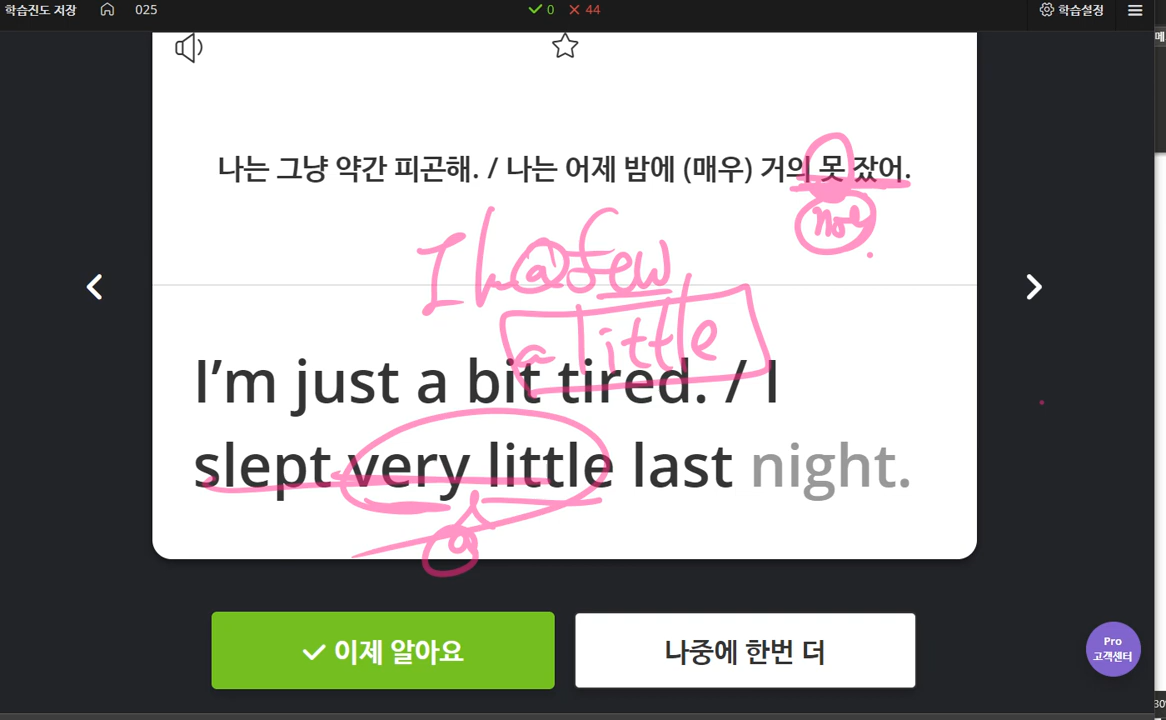 학습진도 저장 025 0 44 학습설정
메
나는 그냥 약간 피곤해. / 나는 어제 밤에 (매우) 거의 못 잤어.
not
I h a few
a little
I'm just a bit tired. / I
slept very little last night.
a
이제 알아요
나중에 한번 더
Pro
고객센터